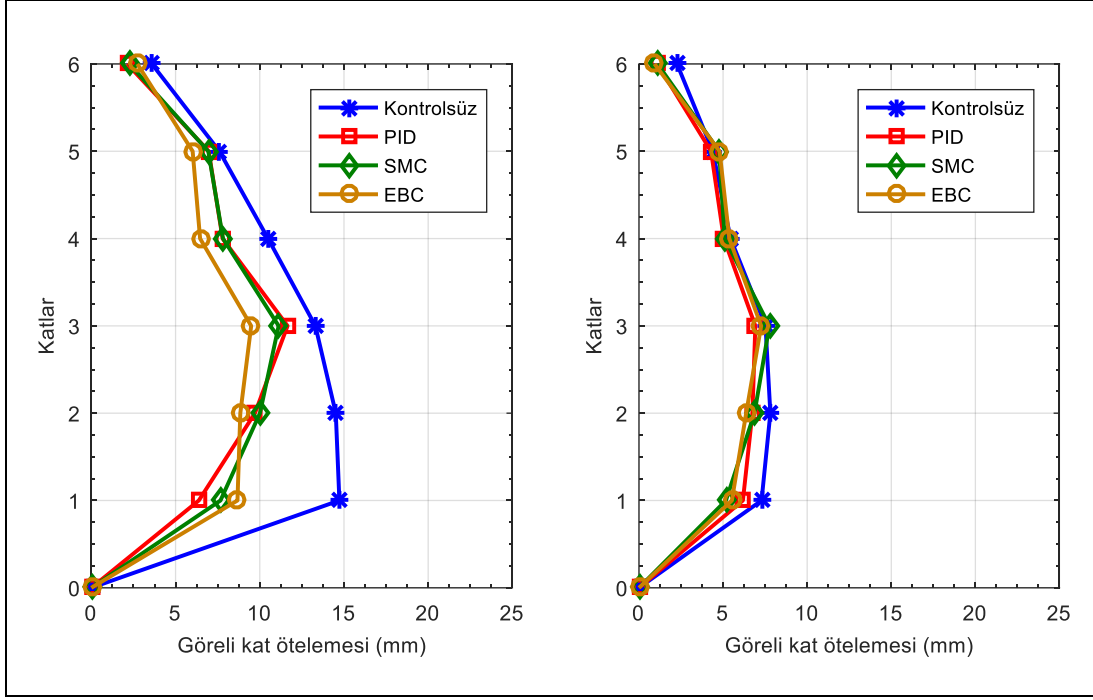 6
5
4
3
2
1
0
Katlar
0 5 10 15 20 25
Göreli kat ötelemesi (mm)
Kontrolsüz
PID
SMC
EBC
6
5
4
3
2
1
0
Katlar
0 5 10 15 20 25
Göreli kat ötelemesi (mm)
Kontrolsüz
PID
SMC
EBC